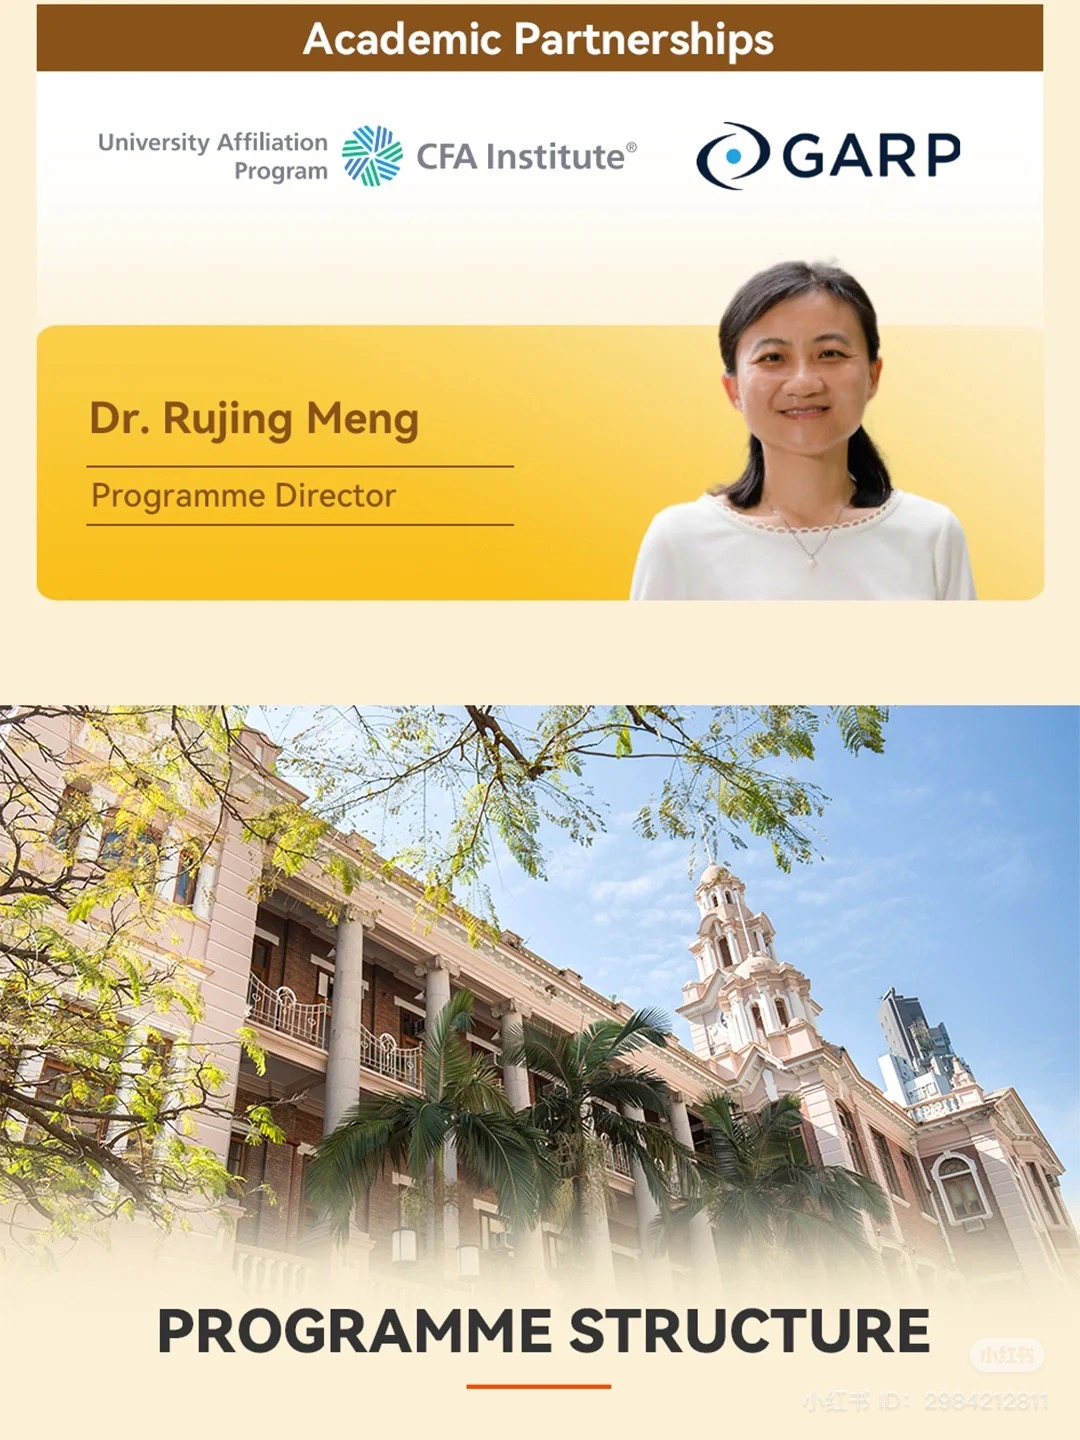 Academic Partnerships
University Affiliation
Program
CFA Institute®
GARP
Dr. Rujing Meng
Programme Director
PROGRAMME STRUCTURE
小红书
小红书 ID: 2984212811